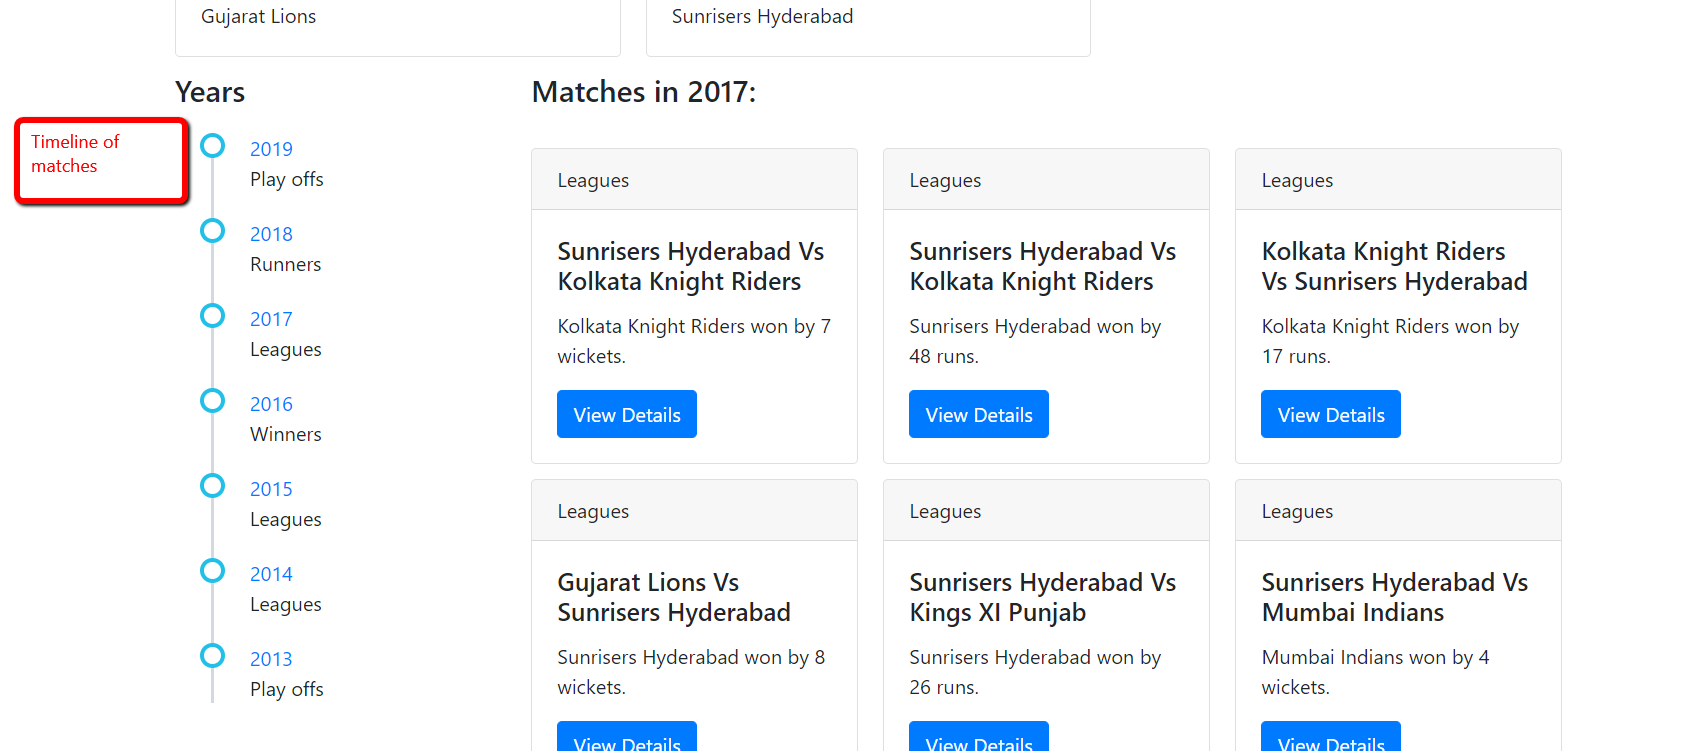 Gujarat Lions
Sunrisers Hyderabad
Years
Timeline of
matches
2019
Play offs
2018
Runners
2017
Leagues
2016
Winners
2015
Leagues
2014
Leagues
2013
Play offs
Matches in 2017:
Leagues
Sunrisers Hyderabad Vs
Kolkata Knight Riders
Kolkata Knight Riders won by 7
wickets.
View Details
Leagues
Sunrisers Hyderabad Vs
Kolkata Knight Riders
Sunrisers Hyderabad won by
48 runs.
View Details
Leagues
Kolkata Knight Riders
Vs Sunrisers Hyderabad
Kolkata Knight Riders won by
17 runs.
View Details
Leagues
Gujarat Lions Vs
Sunrisers Hyderabad
Sunrisers Hyderabad won by 8
wickets.
View Details
Leagues
Sunrisers Hyderabad Vs
Kings XI Punjab
Sunrisers Hyderabad won by
26 runs.
View Details
Leagues
Sunrisers Hyderabad Vs
Mumbai Indians
Mumbai Indians won by 4
wickets.
View Details